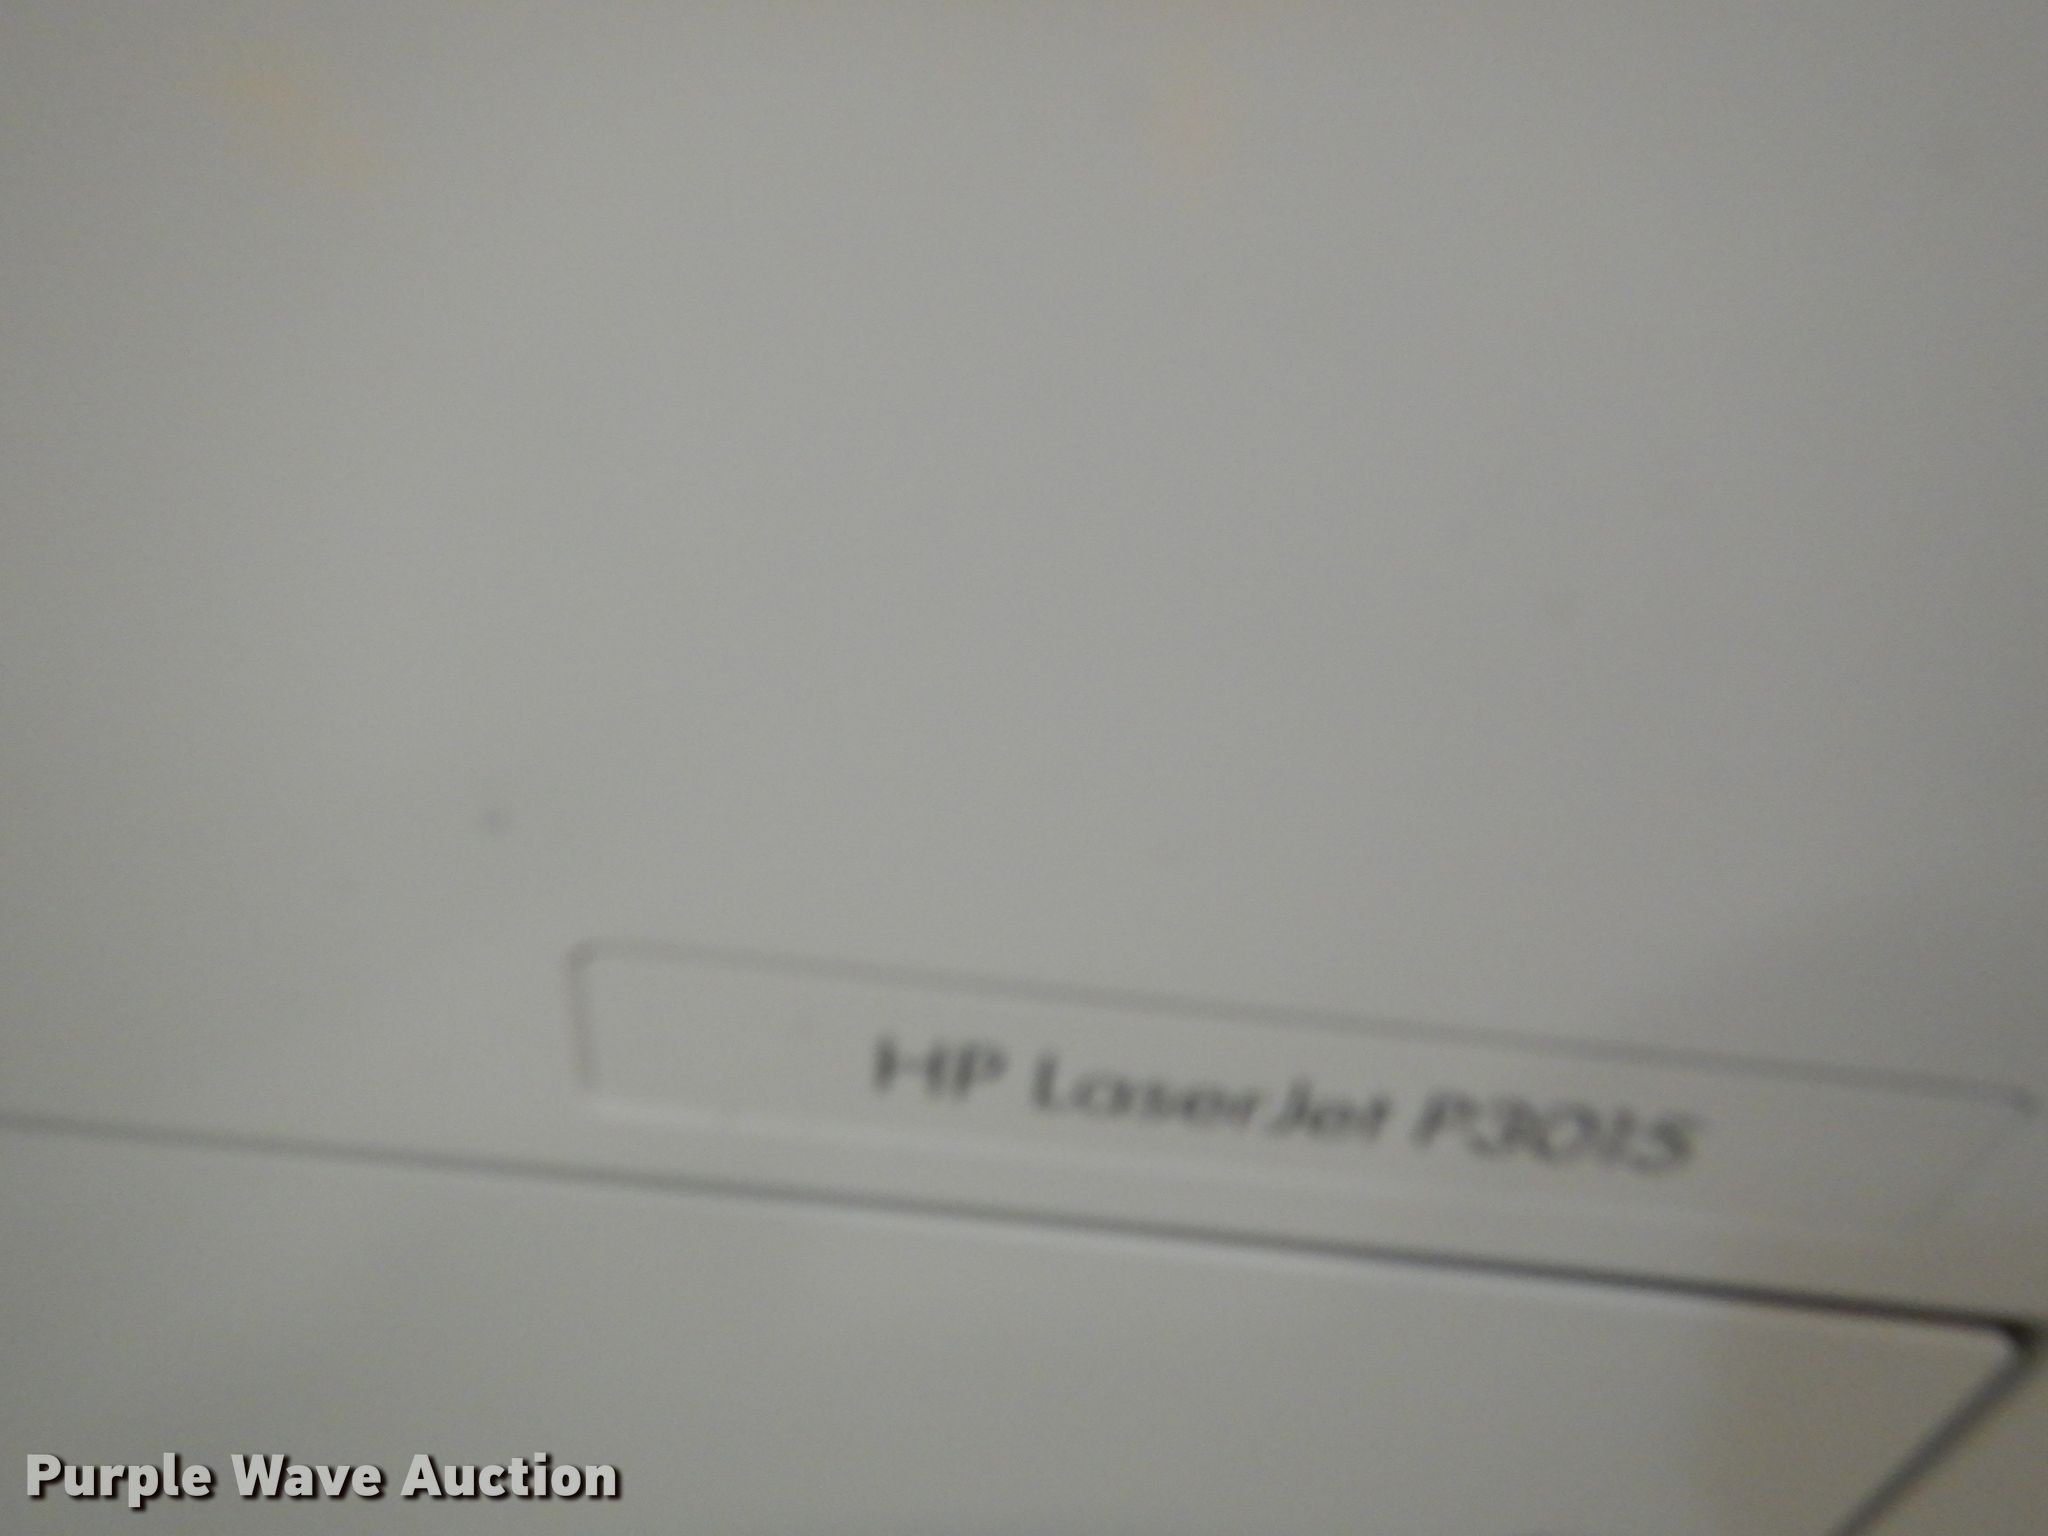 HP LaserJet P3015
Purple Wave Auction